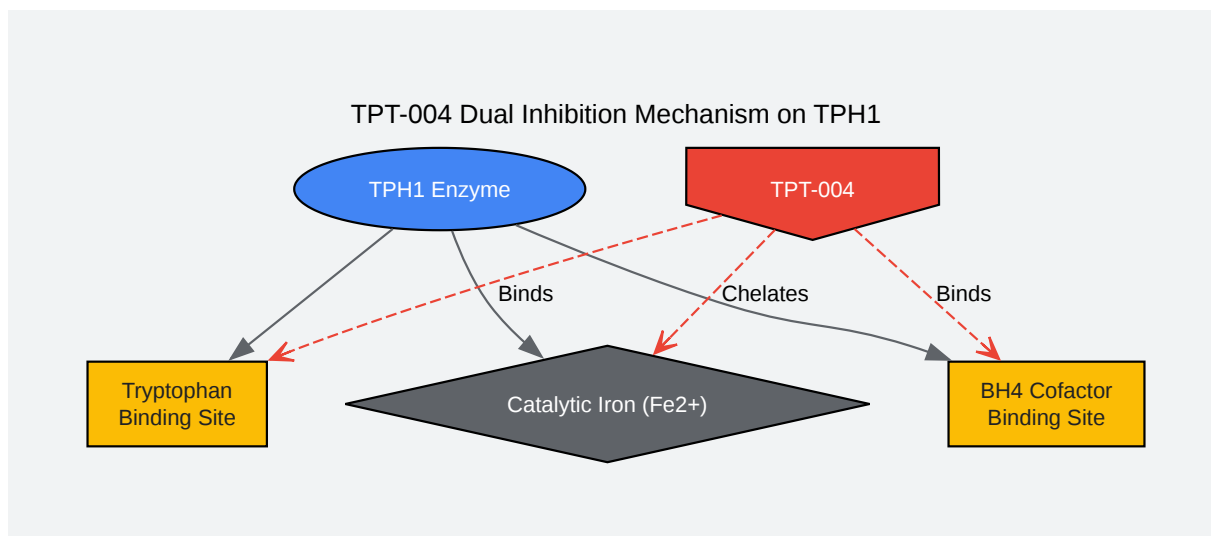 TPT-004 Dual Inhibition Mechanism on TPH1
TPH1 Enzyme
TPT-004
Binds
Chelates
Binds
Tryptophan
Binding Site
Catalytic Iron (Fe2+)
BH4 Cofactor
Binding Site